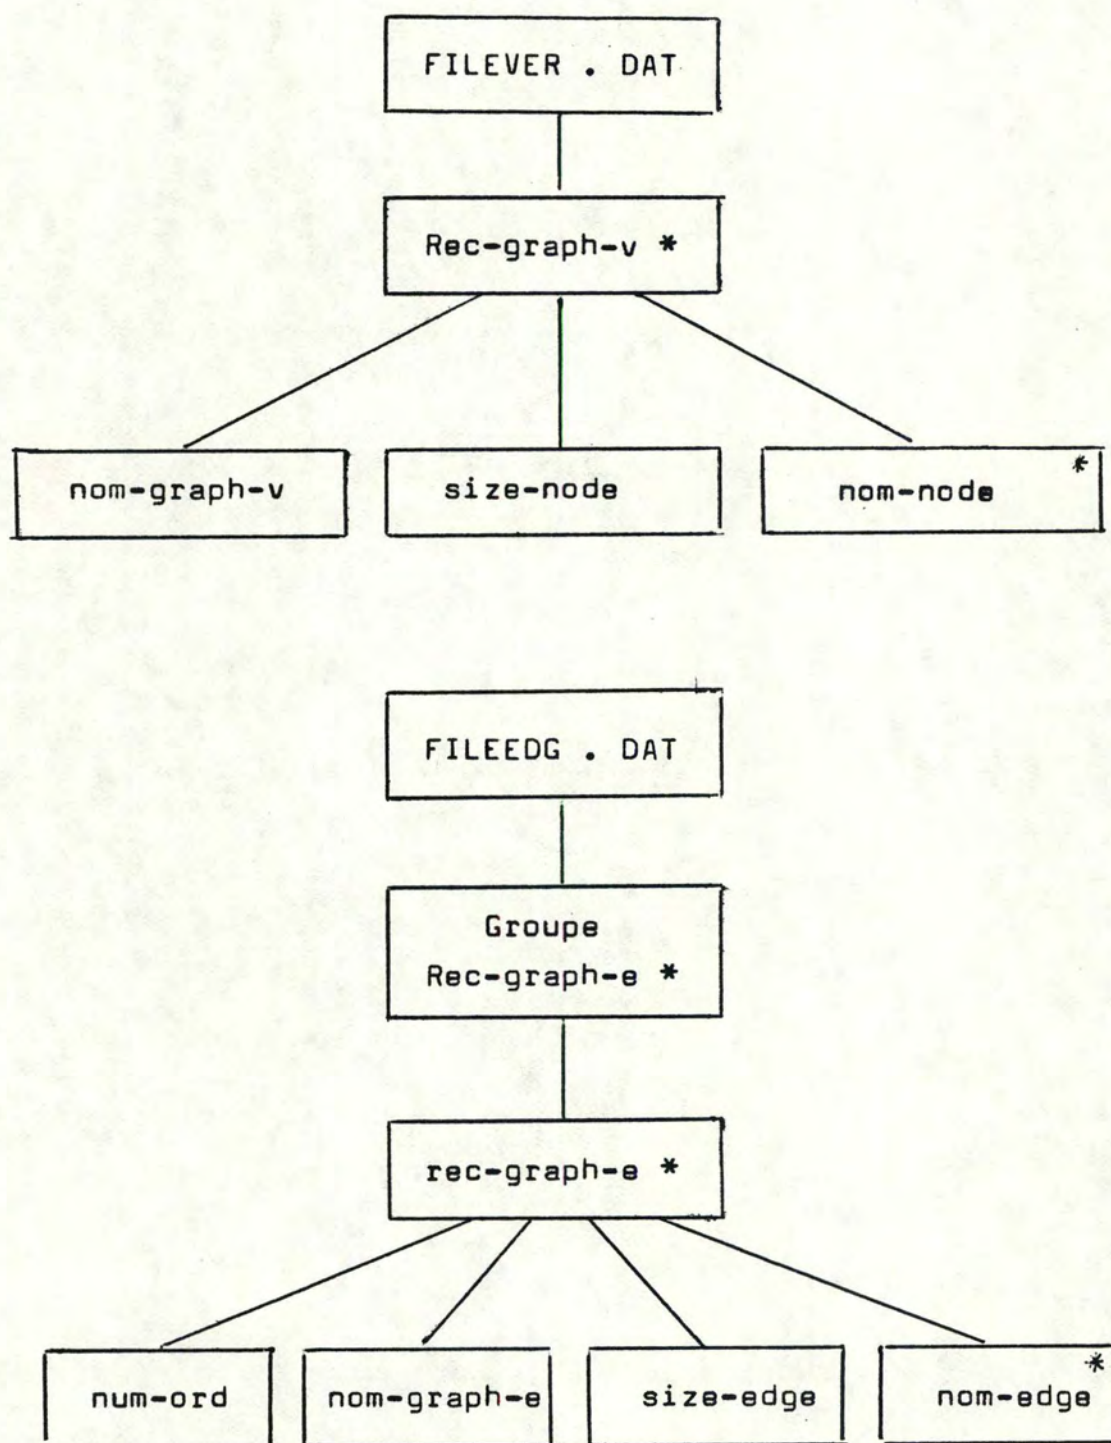 FILEVER . DAT
Rec-graph-v *
nom-graph-v
size-node
nom-node *
FILEEDG . DAT
Groupe
Rec-graph-e *
rec-graph-e *
num-ord
nom-graph-e
size-edge
nom-edge *